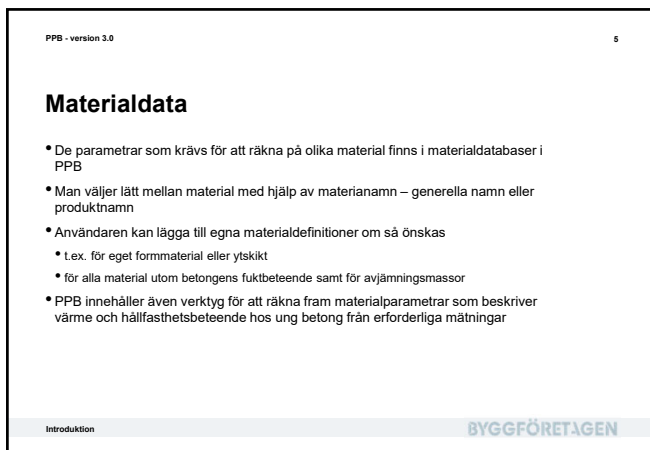 PPB - version 3.0 5
Materialdata
• De parametrar som krävs för att räkna på olika material finns i materialdatabaser i
PPB
• Man väljer lätt mellan material med hjälp av materianamn – generella namn eller
produktnamn
• Användaren kan lägga till egna materialdefinitioner om så önskas
• t.ex. för eget formmaterial eller ytskikt
• för alla material utom betongens fuktbeteende samt för avjämningsmassor
• PPB innehåller även verktyg för att räkna fram materialparametrar som beskriver
värme och hållfasthetsbeteende hos ung betong från erforderliga mätningar
Introduktion BYGGFÖRETAGEN